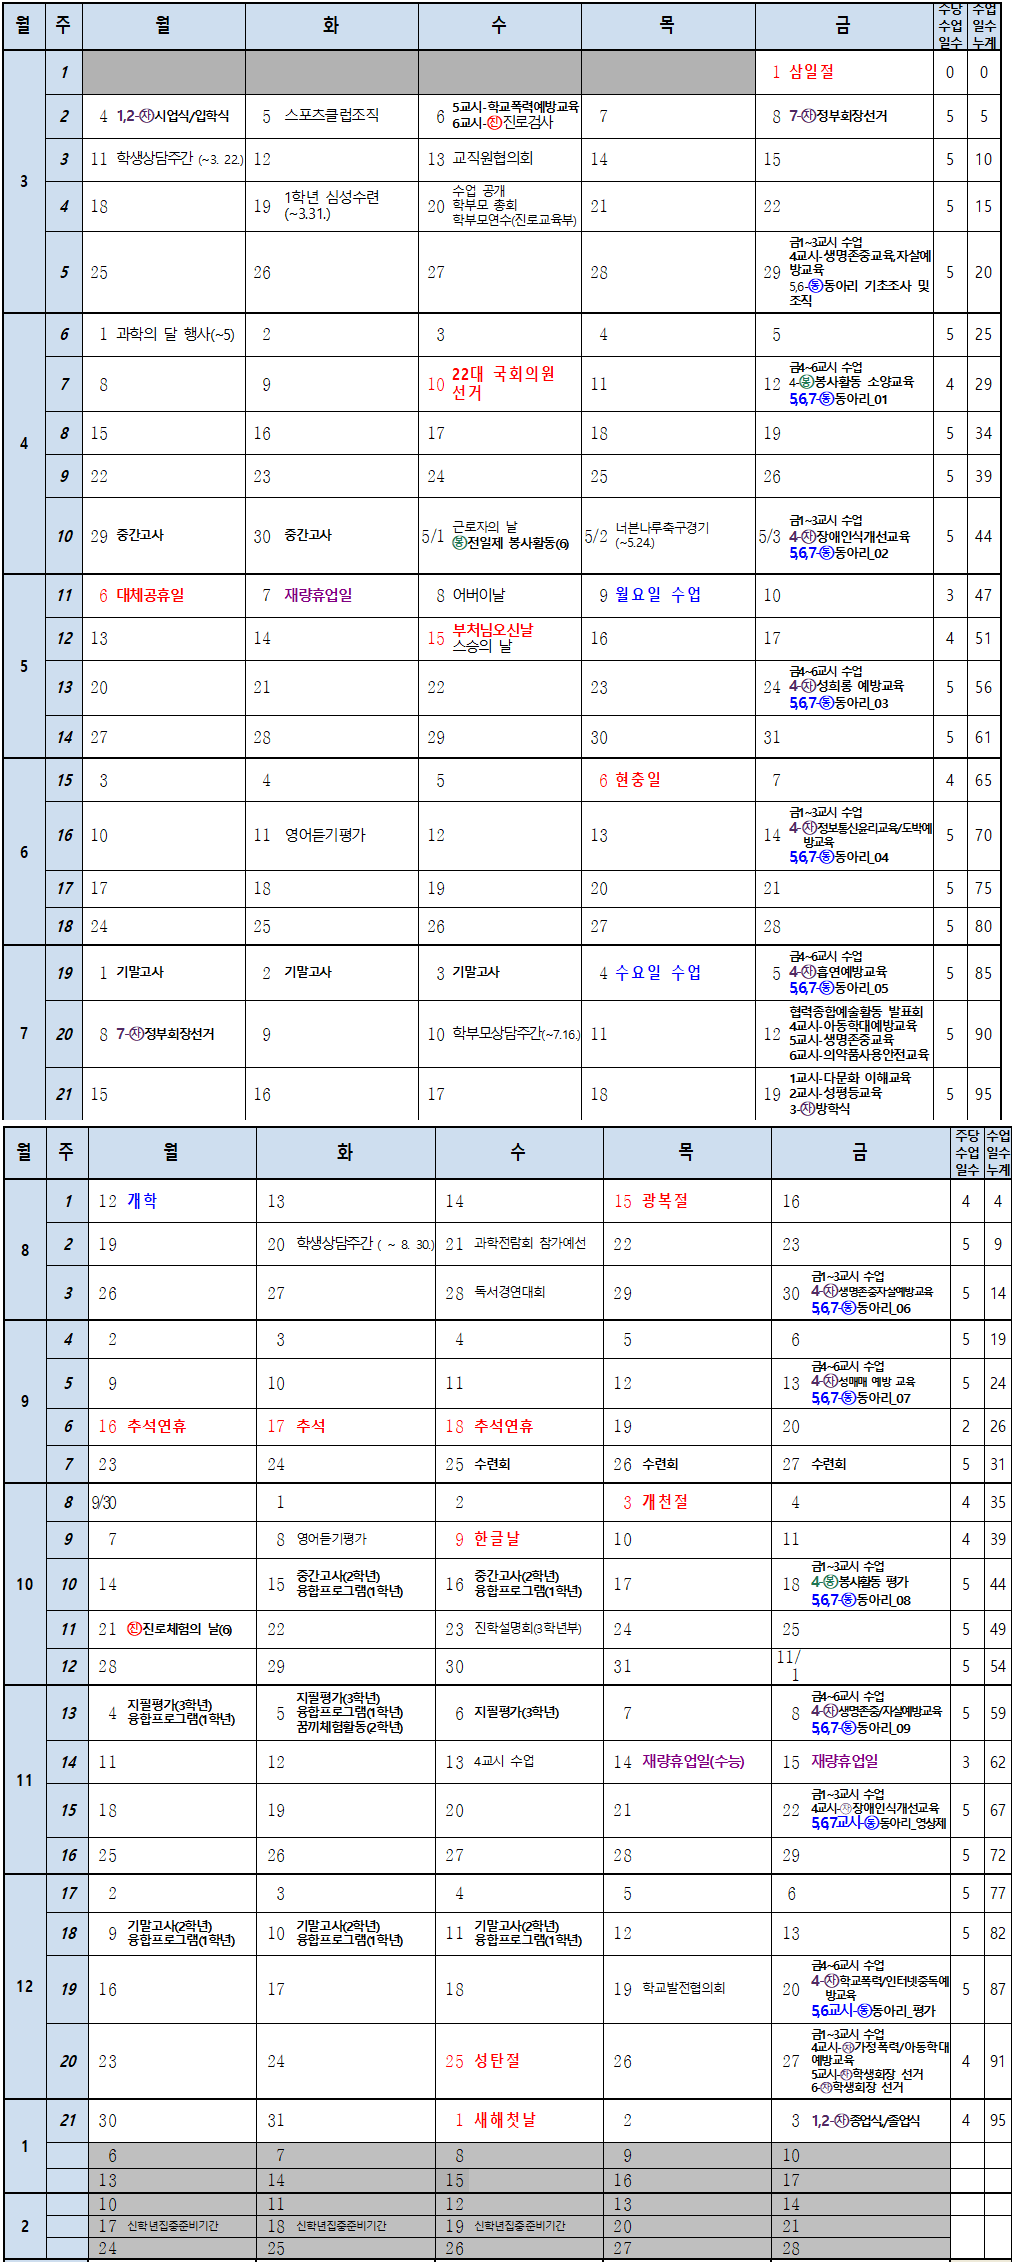 월 주 월 화 수 목 금 주당 수업 일수 수업 일수 누계
3
1 1 삼일절 0 0
2 4 1,2-㉂시업식/입학식 5 스포츠클럽조직 6 5교시-학교폭력예방교육 7 8 7-㉂정부회장선거 5 5
6교시-㉆진로검사
3 11 학생상담주간 (~3. 22.) 12 13 교직원협의회 14 15 5 10
4 18 19 1학년 심성수련 20 수업 공개 21 22 5 15
(~3.31.) 학부모 총회
학부모연수(진로교육부)
5 25 26 27 28 29 금1~3교시 수업 5 20
4교시-생명존중교육,자살예
방교육
5,6-㉢동아리 기초조사 및
조직
4
6 1 과학의 달 행사(~5) 2 3 4 5 5 25
7 8 9 10 22대 국회의원 11 12 금4~6교시 수업 4 29
선거 4-봉봉사활동 소양교육
5,6,7-동동아리_01
8 15 16 17 18 19 5 34
9 22 23 24 25 26 5 39
10 29 중간고사 30 중간고사 5/1 근로자의 날 5/2 너븐나루축구경기 5/3 금1~3교시 수업 5 44
봉전일제 봉사활동(6) (~5.24.) 4-자장애인식개선교육
5,6,7-동동아리_02
5
11 6 대체공휴일 7 재량휴업일 8 어버이날 9 월요일 수업 10 3 47
12 13 14 15 부처님오신날 16 17 4 51
스승의 날
13 20 21 22 23 24 금4~6교시 수업 5 56
4-자성희롱 예방교육
5,6,7-동동아리_03
14 27 28 29 30 31 5 61
6
15 3 4 5 6 현충일 7 4 65
16 10 11 영어듣기평가 12 13 14 금1~3교시 수업 5 70
4-자정보통신윤리교육/도박예
방교육
5,6,7-동동아리_04
17 17 18 19 20 21 5 75
18 24 25 26 27 28 5 80
7
19 1 기말고사 2 기말고사 3 기말고사 4 수요일 수업 5 금4~6교시 수업 5 85
4-자흡연예방교육
5,6,7-동동아리_05
20 8 7-자정부회장선거 9 10 학부모상담주간(~7.16.) 11 12 협력종합예술활동 발표회 5 90
4교시-아동학대예방교육
5교시-생명존중교육
6교시-의약품사용안전교육
21 15 16 17 18 19 1교시-다문화 이해교육 5 95
2교시-성평등교육
3-자방학식
월 주 월 화 수 목 금 주당 수업 일수 수업 일수 누계
8
1 12 개학 13 14 15 광복절 16 4 4
2 19 20 학생상담주간 ( ~ 8. 30.) 21 과학전람회 참가예선 22 23 5 9
3 26 27 28 독서경연대회 29 30 금1~3교시 수업 5 14
4-자생명존중자살예방교육
5,6,7-동동아리_06
9
4 2 3 4 5 6 5 19
5 9 10 11 12 13 금4~6교시 수업 5 24
4-자성매매 예방 교육
5,6,7-동동아리_07
6 16 추석연휴 17 추석 18 추석연휴 19 20 2 26
7 23 24 25 수련회 26 수련회 27 수련회 5 31
10
8 9/30 1 2 3 개천절 4 4 35
9 7 8 영어듣기평가 9 한글날 10 11 4 39
10 14 15 중간고사(2학년) 16 중간고사(2학년) 17 18 금1~3교시 수업 5 44
융합프로그램(1학년) 융합프로그램(1학년) 4-봉봉사활동 평가
5,6,7-동동아리_08
11 21 진진로체험의 날(6) 22 23 진학설명회(3학년부) 24 25 5 49
12 28 29 30 31 11/1 5 54
11
13 4 지필평가(3학년) 5 지필평가(3학년) 6 지필평가(3학년) 7 8 금4~6교시 수업 5 59
융합프로그램(1학년) 융합프로그램(1학년) 4-자생명존중/자살예방교육
꿈끼체험활동(2학년) 5,6,7-동동아리_09
14 11 12 13 4교시 수업 14 재량휴업일(수능) 15 재량휴업일 3 62
15 18 19 20 21 22 금1~3교시 수업 5 67
4교시-자장애인식개선교육
5,6,7교시-동동아리_영상제
16 25 26 27 28 29 5 72
12
17 2 3 4 5 6 5 77
18 9 기말고사(2학년) 10 기말고사(2학년) 11 기말고사(2학년) 12 13 5 82
융합프로그램(1학년) 융합프로그램(1학년) 융합프로그램(1학년)
19 16 17 18 19 학교발전협의회 20 금4~6교시 수업 5 87
4-자학교폭력/인터넷중독예
방교육
5,6교시-동동아리_평가
20 23 24 25 성탄절 26 27 금1~3교시 수업 4 91
4교시-자가정폭력/아동학대
예방교육
5교시-자학생회장 선거
6-자학생회장 선거
1
21 30 31 1 새해첫날 2 3 1,2-자종업식/졸업식 4 95
6 7 8 9 10
13 14 15 16 17
2
10 11 12 13 14
17 신학년집중준비기간 18 신학년집중준비기간 19 신학년집중준비기간 20 21
24 25 26 27 28